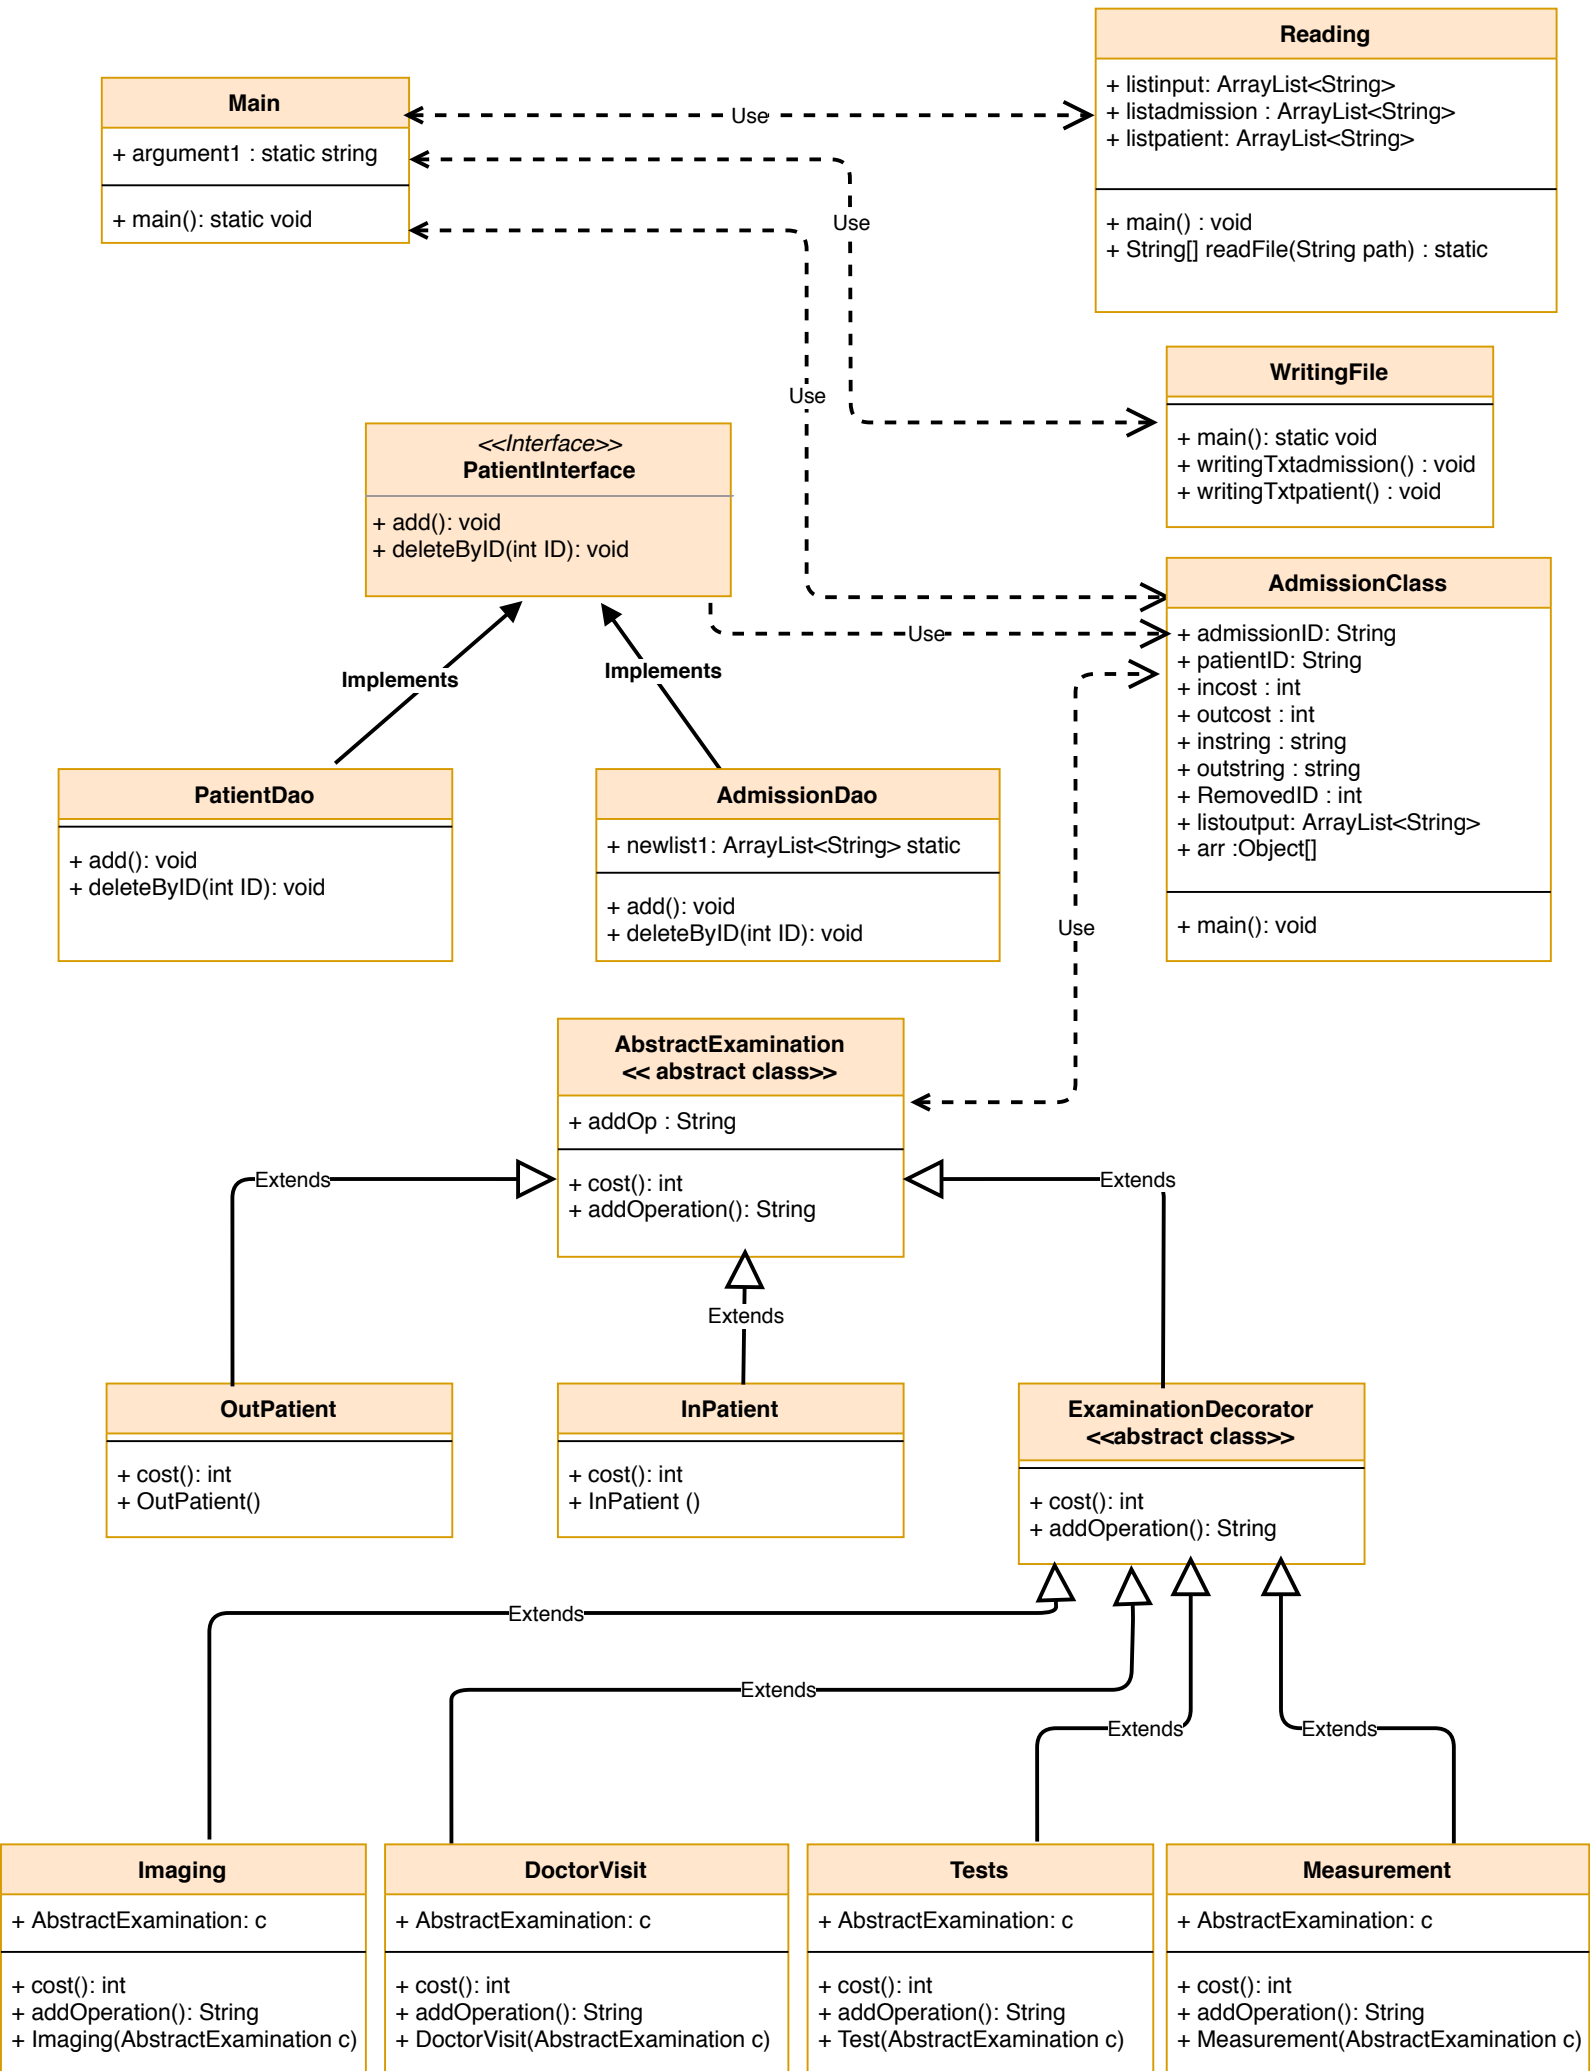 Reading
+ listinput: ArrayList<String>
+ listadmission : ArrayList<String>
+ listpatient: ArrayList<String>
+ main() : void
+ String[] readFile(String path) : static
Main
+ argument1 : static string
+ main(): static void
Use
Use
Use
WritingFile
+ main(): static void
+ writingTxtadmission() : void
+ writingTxtpatient() : void
<<Interface>>
PatientInterface
+ add(): void
+ deleteByID(int ID): void
Use
AdmissionClass
+ admissionID: String
+ patientID: String
+ incost : int
+ outcost : int
+ instring : string
+ outstring : string
+ RemovedID : int
+ listoutput: ArrayList<String>
+ arr :Object[]
+ main(): void
Implements
Implements
PatientDao
+ add(): void
+ deleteByID(int ID): void
AdmissionDao
+ newlist1: ArrayList<String> static
+ add(): void
+ deleteByID(int ID): void
Use
AbstractExamination
<< abstract class>>
+ addOp : String
+ cost(): int
+ addOperation(): String
Extends
Extends
Extends
OutPatient
+ cost(): int
+ OutPatient()
InPatient
+ cost(): int
+ InPatient ()
ExaminationDecorator
<<abstract class>>
+ cost(): int
+ addOperation(): String
Extends
Extends
Extends
Extends
Imaging
+ AbstractExamination: c
+ cost(): int
+ addOperation(): String
+ Imaging(AbstractExamination c)
DoctorVisit
+ AbstractExamination: c
+ cost(): int
+ addOperation(): String
+ DoctorVisit(AbstractExamination c)
Tests
+ AbstractExamination: c
+ cost(): int
+ addOperation(): String
+ Test(AbstractExamination c)
Measurement
+ AbstractExamination: c
+ cost(): int
+ addOperation(): String
+ Measurement(AbstractExamination c)